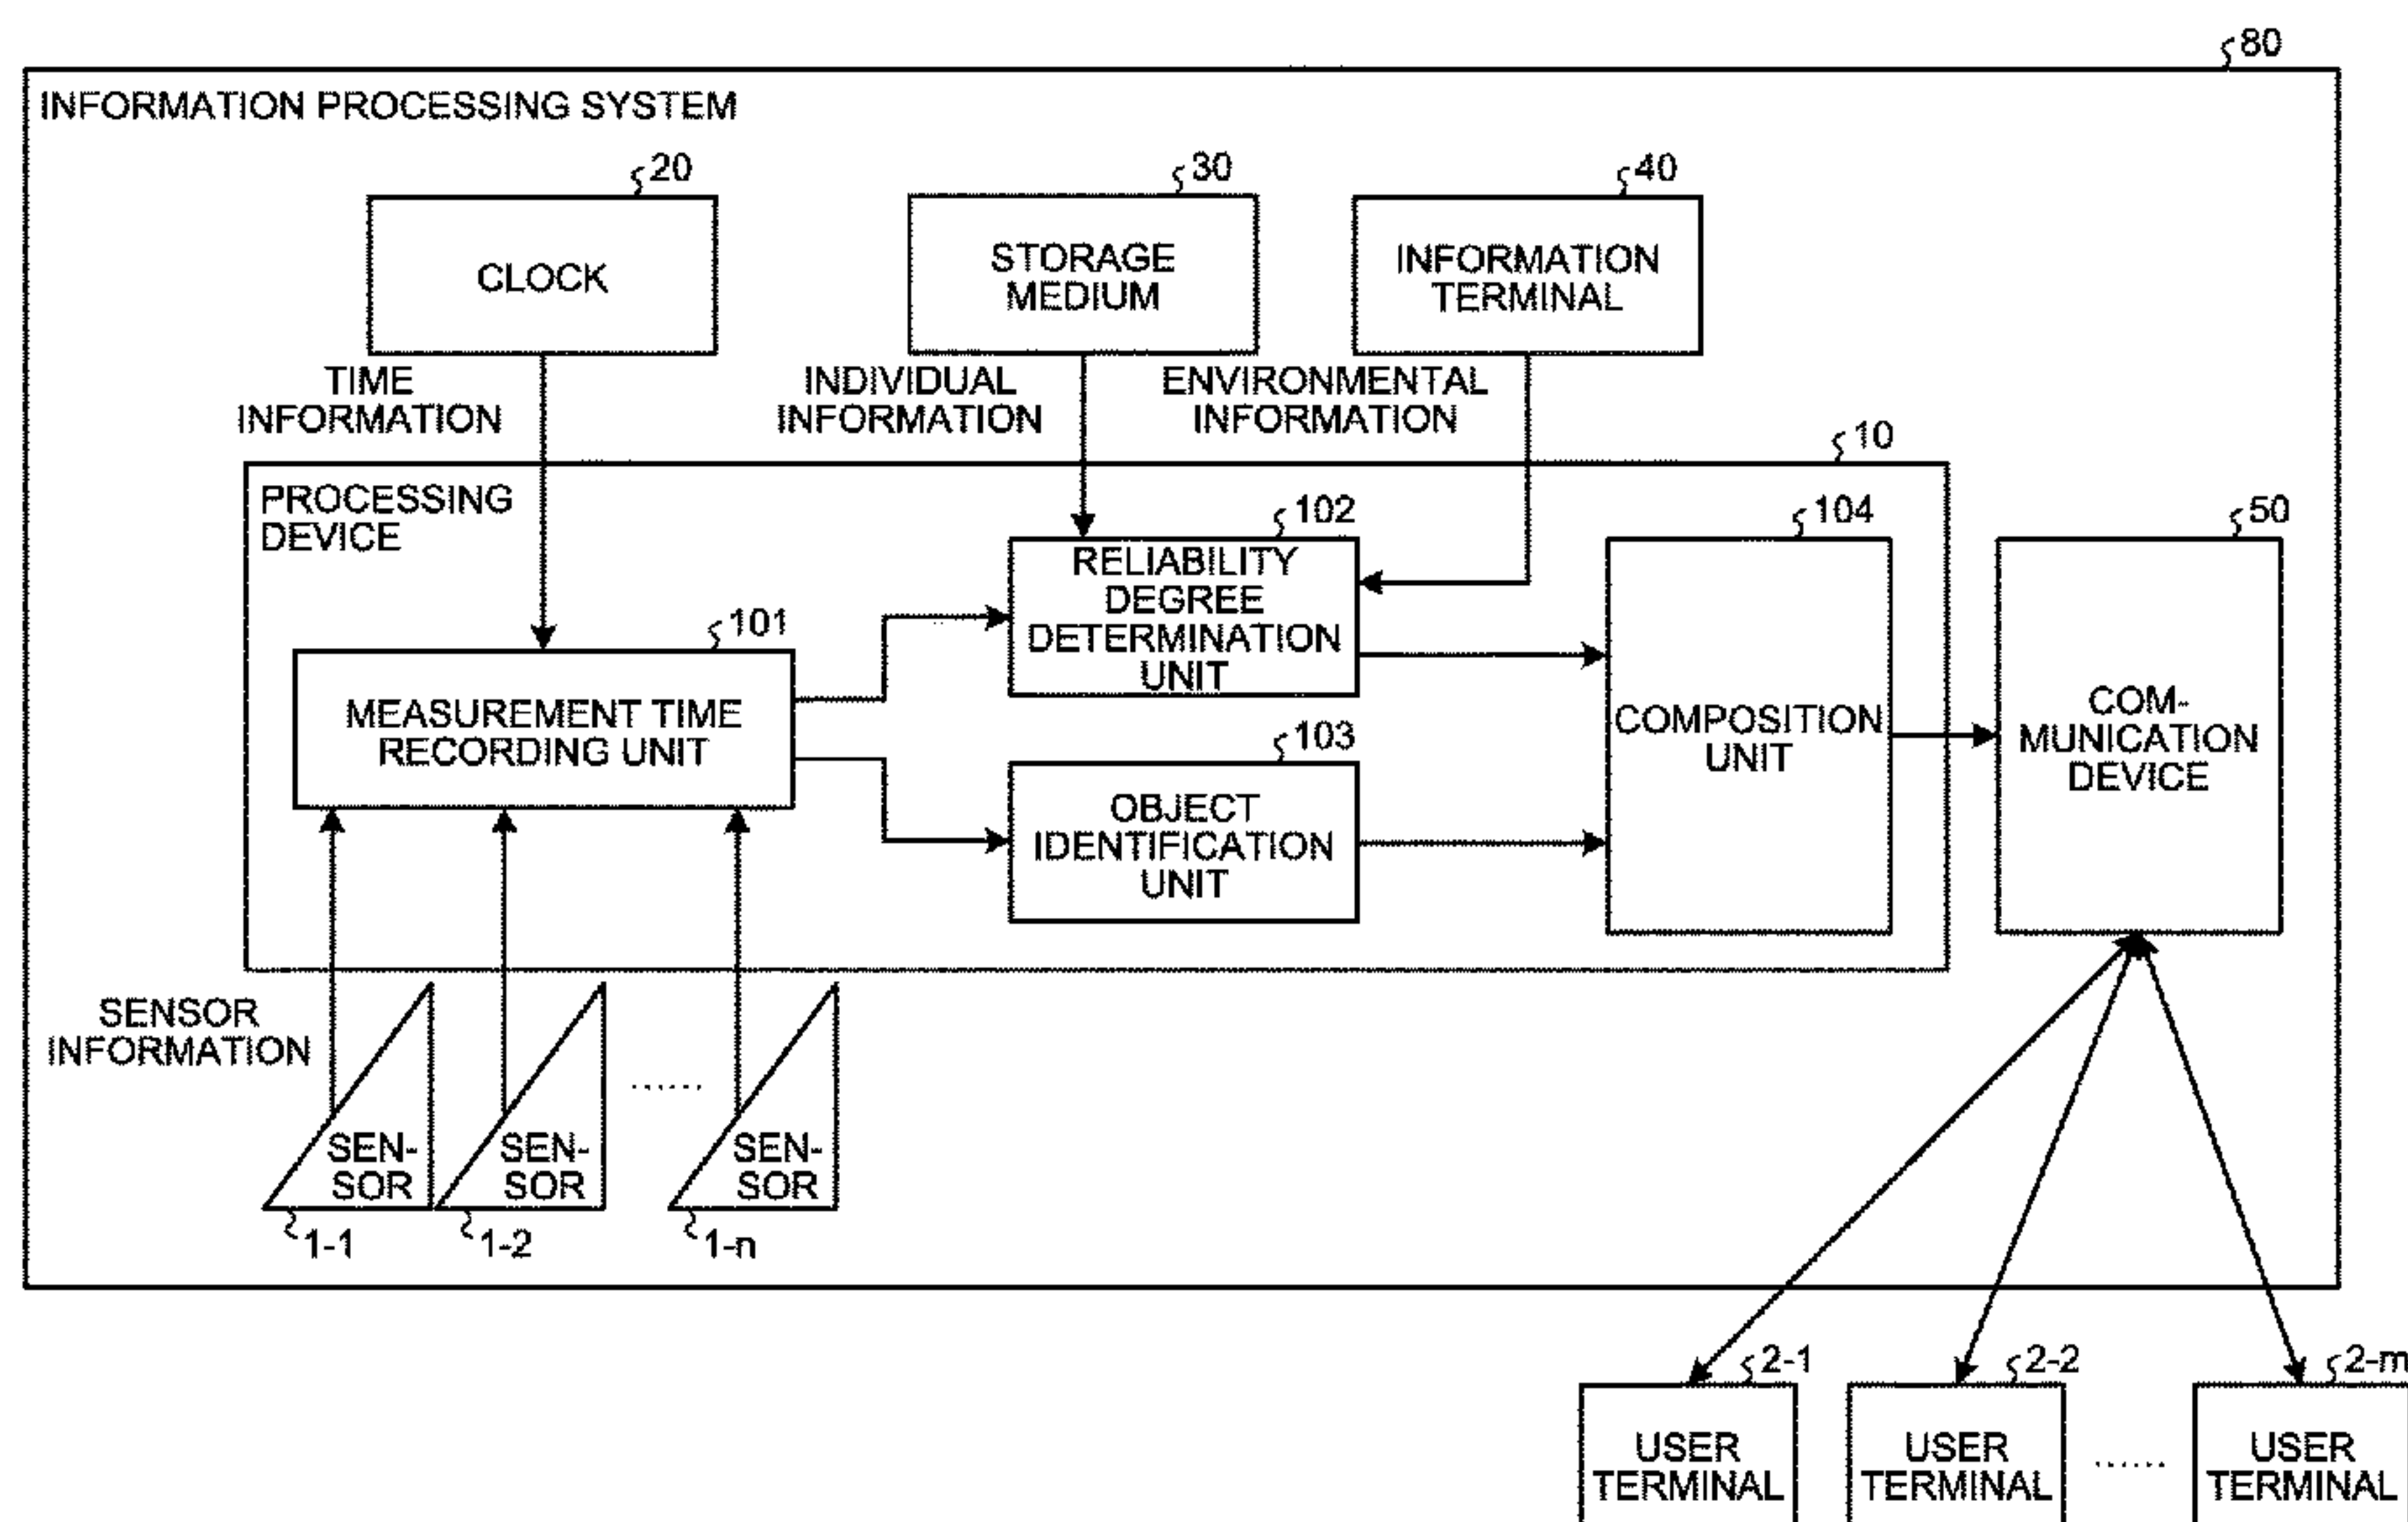 80
INFORMATION PROCESSING SYSTEM
20
30
40
CLOCK
STORAGE
MEDIUM
INFORMATION
TERMINAL
TIME
INFORMATION
INDIVIDUAL
INFORMATION
ENVIRONMENTAL
INFORMATION
10
PROCESSING
DEVICE
102
104
50
RELIABILITY
DEGREE
DETERMINATION
UNIT
101
MEASUREMENT TIME
RECORDING UNIT
COMPOSITION
UNIT
COM-
MUNICATION
DEVICE
103
OBJECT
IDENTIFICATION
UNIT
SENSOR
INFORMATION
SEN-
SOR
SEN-
SOR
......
SEN-
SOR
1-1
1-2
1-n
2-1
2-2
2-m
USER
TERMINAL
USER
TERMINAL
......
USER
TERMINAL